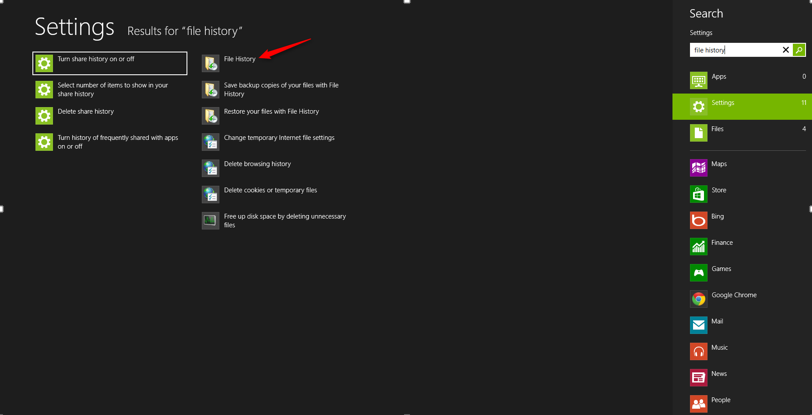 Settings Results for "file history"
Turn share history on or off
Select number of items to show in your
share history
Delete share history
Turn history of frequently shared with apps
on or off
File History
Save backup copies of your files with File
History
Restore your files with File History
Change temporary Internet file settings
Delete browsing history
Delete cookies or temporary files
Free up disk space by deleting unnecessary
files
Search
Settings
file history
Apps 0
Settings 11
Files 4
Maps
Store
Bing
Finance
Games
Google Chrome
Mail
Music
News
People